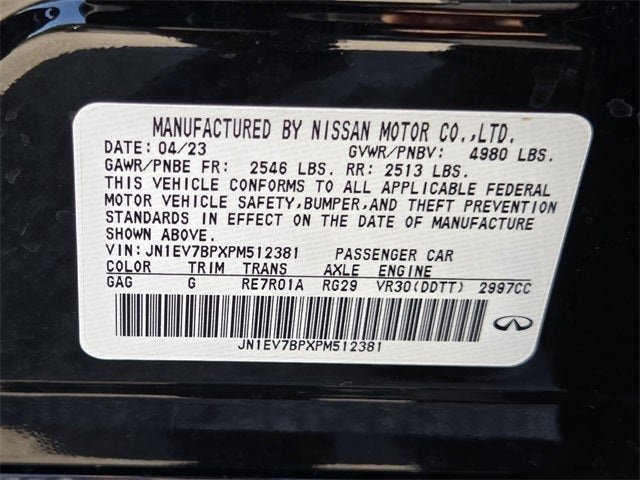 MANUFACTURED BY NISSAN MOTOR CO.,LTD.
DATE: 04/23 GVWR/PNBV: 4980 LBS.
GAWR/PNBE FR: 2546 LBS. RR: 2513 LBS.
THIS VEHICLE CONFORMS TO ALL APPLICABLE FEDERAL
MOTOR VEHICLE SAFETY,BUMPER,AND THEFT PREVENTION
STANDARDS IN EFFECT ON THE DATE OF MANUFACTURE
SHOWN ABOVE.
VIN:JN1EV7BPXPM512381 PASSENGER CAR
COLOR TRIM TRANS AXLE ENGINE
GAG G RE7R01A RG29 VR30(DDTT) 2997CC
JN1EV7BPXPM512381